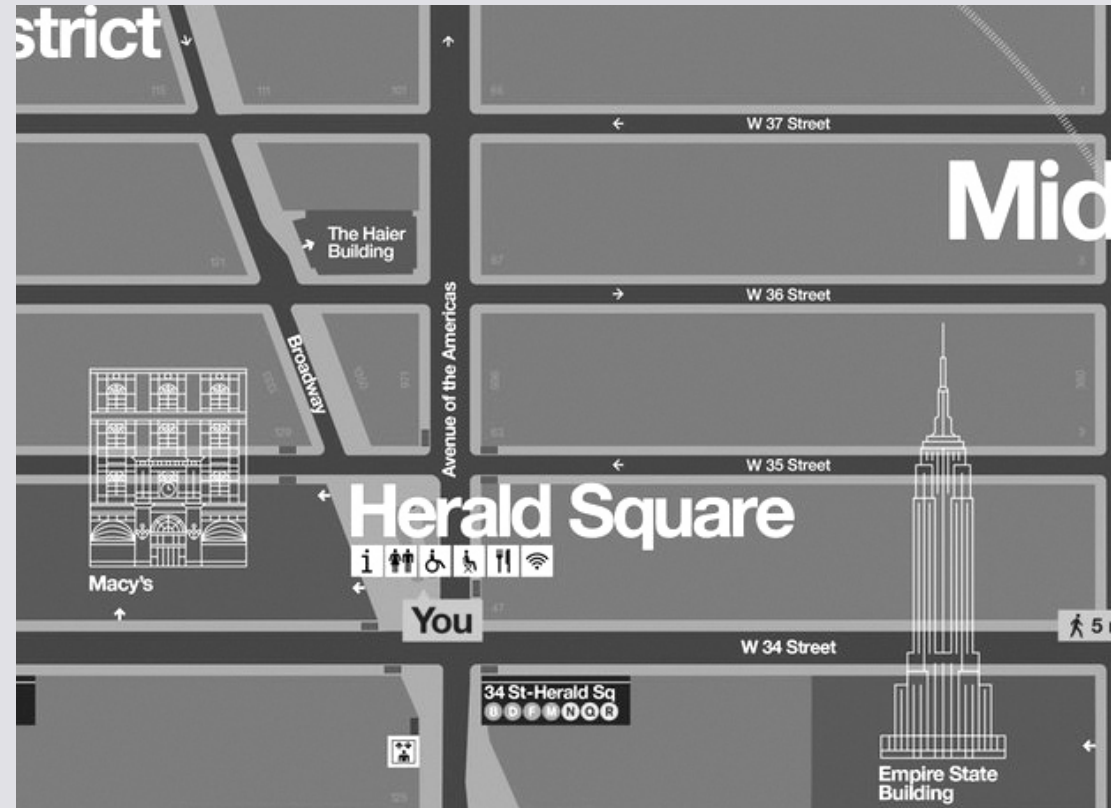 strict
W 37 Street
Mid
The Haier
Building
W 36 Street
Avenue of the Americas
Broadway
W 35 Street
Herald Square
i
Macy's
You
5
W 34 Street
34 St-Herald Sq
B D F M N Q R
Empire State
Building